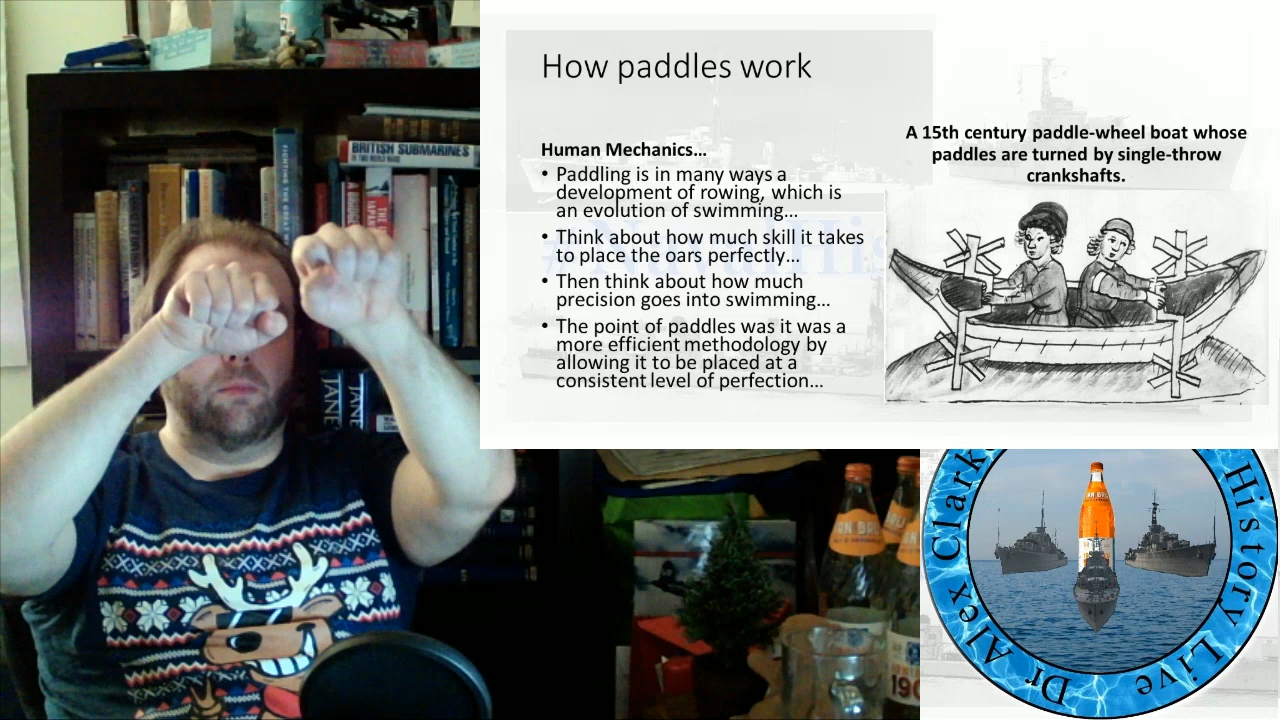 How paddles work
Human Mechanics...
• Paddling is in many ways a
development of rowing, which is
an evolution of swimming...
• Think about how much skill it takes
to place the oars perfectly...
• Then think about how much
precision goes into swimming...
• The point of paddles was it was a
more efficient methodology by
allowing it to be placed at a
consistent level of perfection...
A 15th century paddle-wheel boat whose
paddles are turned by single-throw
crankshafts.
BRITISH SUBMARINES
JANE
JANE
Dr Alex Clark
History Live